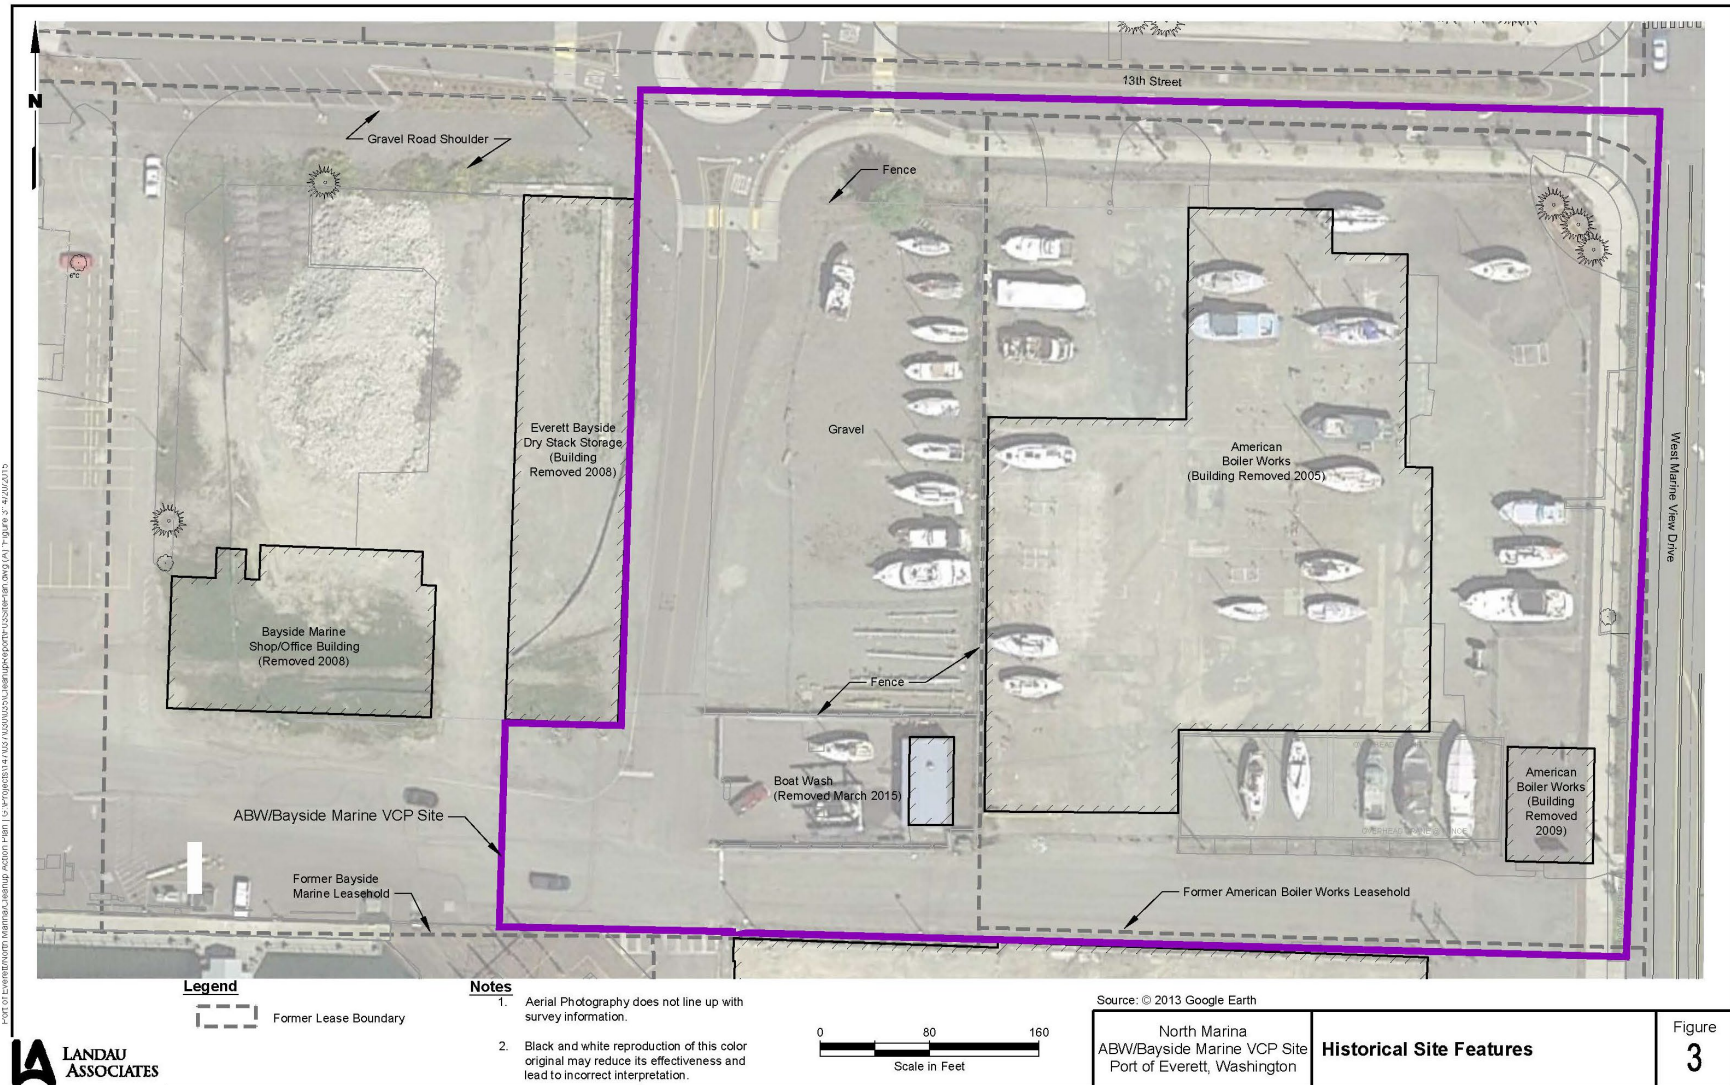 N
13th Street
Gravel Road Shoulder
Fence
Everett Bayside
Dry Stack Storage
(Building
Removed 2008)
Gravel
American
Boiler Works
(Building Removed 2005)
West Marine View Drive
Bayside Marine
Shop/Office Building
(Removed 2008)
Fence
Boat Wash
(Removed March 2015)
American
Boiler Works
(Building
Removed
2009)
ABW/Bayside Marine VCP Site
Former Bayside
Marine Leasehold
Former American Boiler Works Leasehold
Legend
Former Lease Boundary
Notes
1. Aerial Photography does not line up with
survey information.
2. Black and white reproduction of this color
original may reduce its effectiveness and
lead to incorrect interpretation.
0 80 160
Scale in Feet
Source: © 2013 Google Earth
LANDAU
ASSOCIATES
North Marina
ABW/Bayside Marine VCP Site
Port of Everett, Washington
Historical Site Features
Figure
3